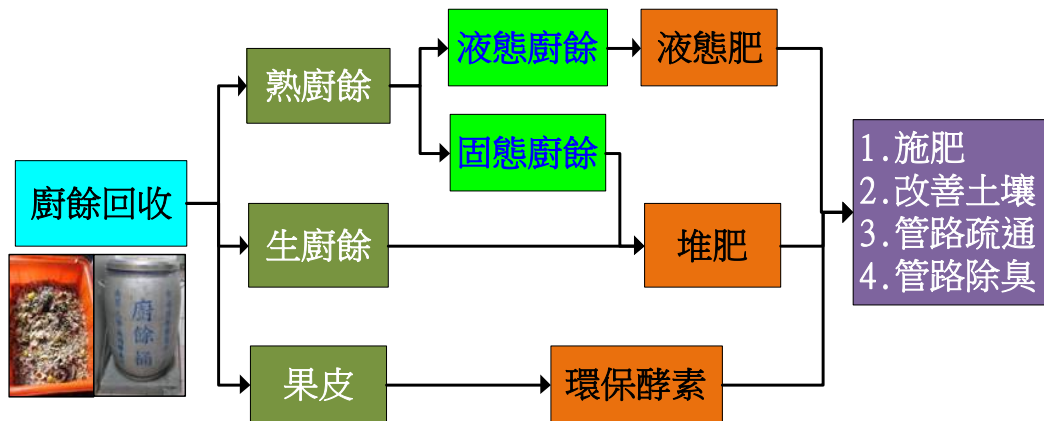 廚餘回收
熟廚餘
液態廚餘
液態肥
固態廚餘
生廚餘
堆肥
果皮
環保酵素
1.施肥
2.改善土壤
3.管路疏通
4.管路除臭
廚餘桶